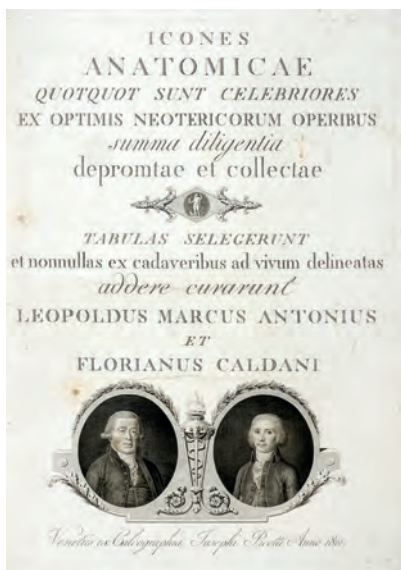 ICONES
ANATOMICAE
QUOTQUOT SUNT CELEBRIORES
EX OPTIMIS NEOTERICORUM OPERIBUS
summa diligentia
depromtae et collectae
TABULAS SELEGERUNT
et nonnullas ex cadaveribus ad vivum delineatas
addere curarunt
LEOPOLDUS MARCUS ANTONIUS
ET
FLORIANUS CALDANI
Venetiis ex Calcographia Josephi Picotti Anno